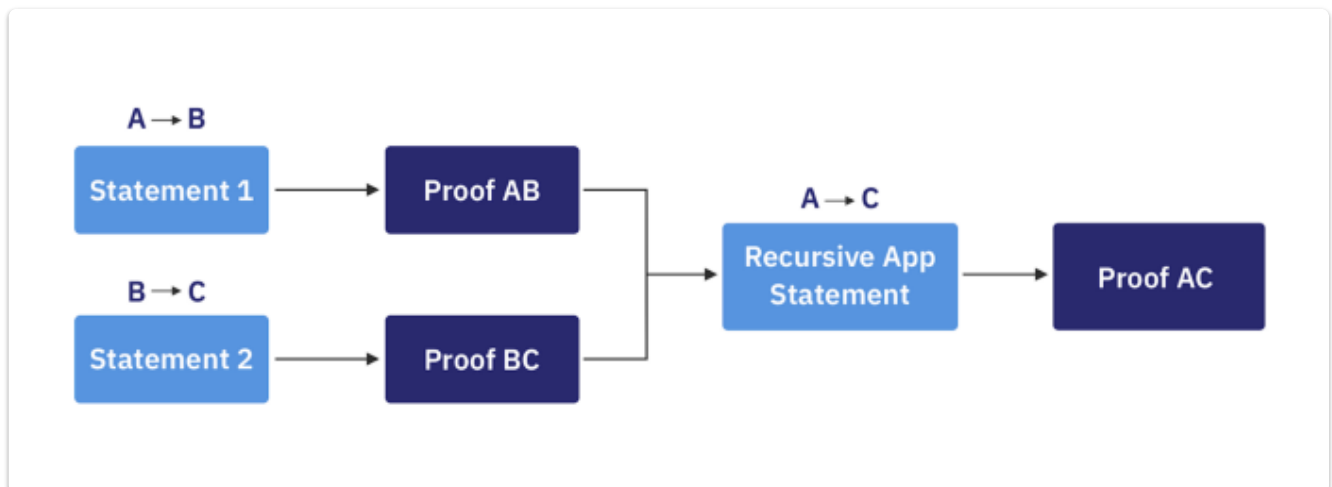 A → B
Statement 1
Proof AB
B → C
Statement 2
Proof BC
A → C
Recursive App
Statement
Proof AC